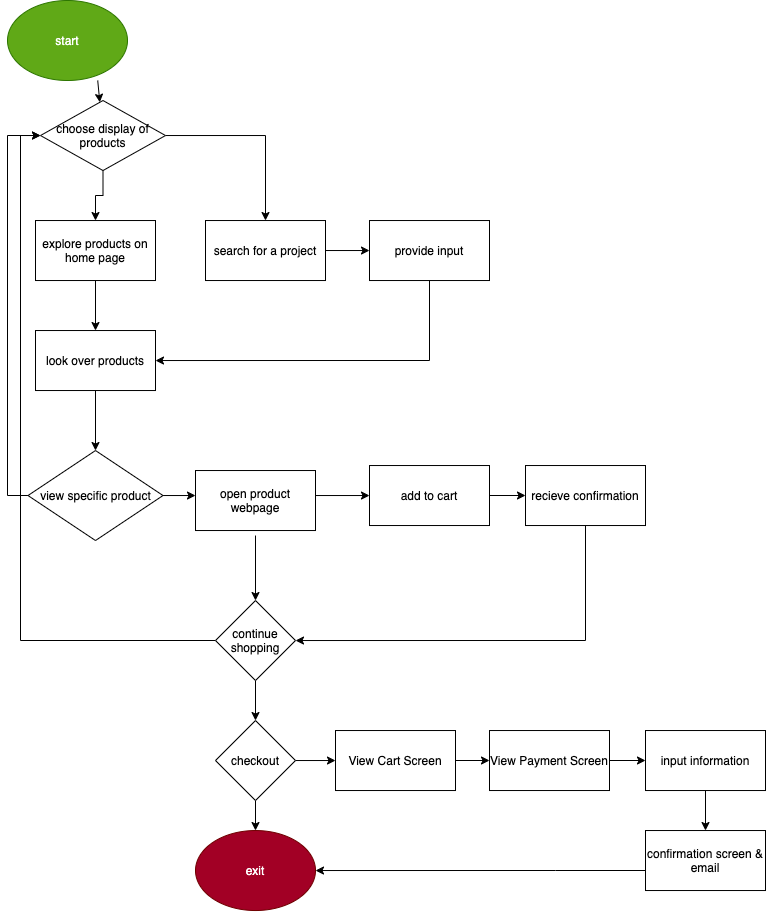 start
choose display of
products
explore products on
home page
search for a project
provide input
look over products
view specific product
open product
webpage
add to cart
recieve confirmation
continue
shopping
checkout
View Cart Screen
View Payment Screen
input information
confirmation screen &
email
exit